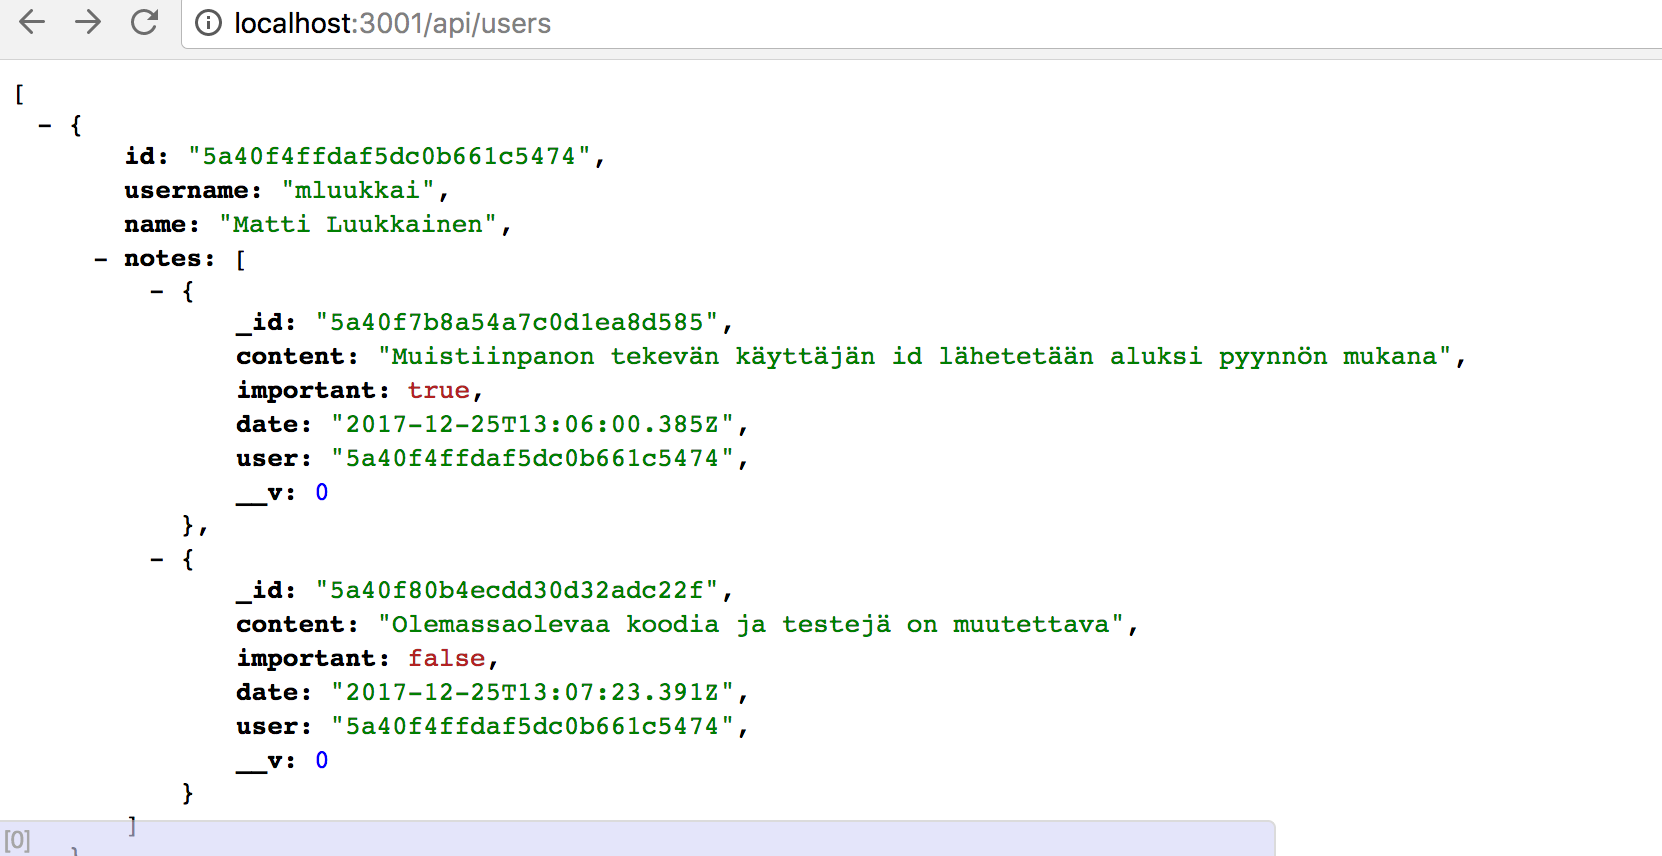 localhost:3001/api/users
[
- {
id: "5a40f4ffdaf5dc0b661c5474",
username: "mluukkai",
name: "Matti Luukkainen",
- notes: [
- {
_id: "5a40f7b8a54a7c0d1ea8d585",
content: "Muistiinpanon tekevän käyttäjän id lähetetään aluksi pyynnön mukana",
important: true,
date: "2017-12-25T13:06:00.385Z",
user: "5a40f4ffdaf5dc0b661c5474",
__v: 0
},
- {
_id: "5a40f80b4ecdd30d32adc22f",
content: "Olemassaolevaa koodia ja testejä on muutettava",
important: false,
date: "2017-12-25T13:07:23.391Z",
user: "5a40f4ffdaf5dc0b661c5474",
__v: 0
}
]
[0]
}